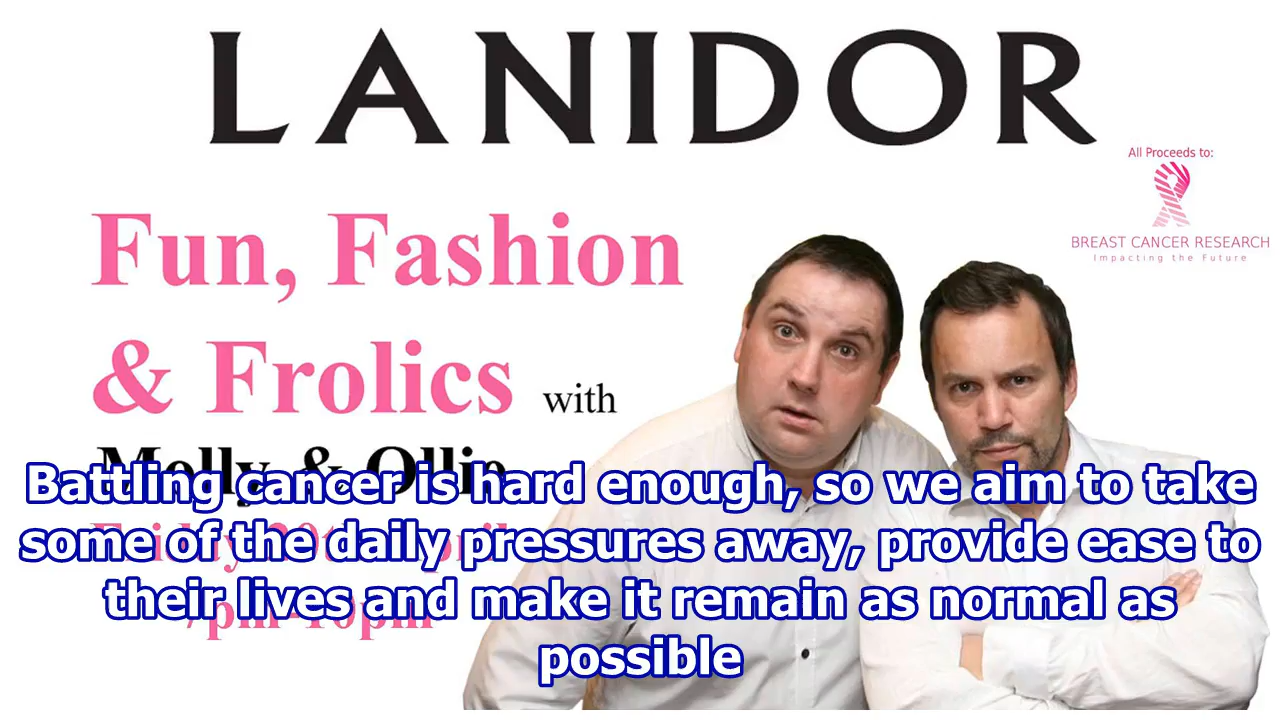 LANIDOR
All Proceeds to:
BREAST CANCER RESEARCH
Impacting the Future
Fun, Fashion
& Frolics with
Molly & Ollie
Battling cancer is hard enough, so we aim to take
some of the daily pressures away, provide ease to
their lives and make it remain as normal as
possible